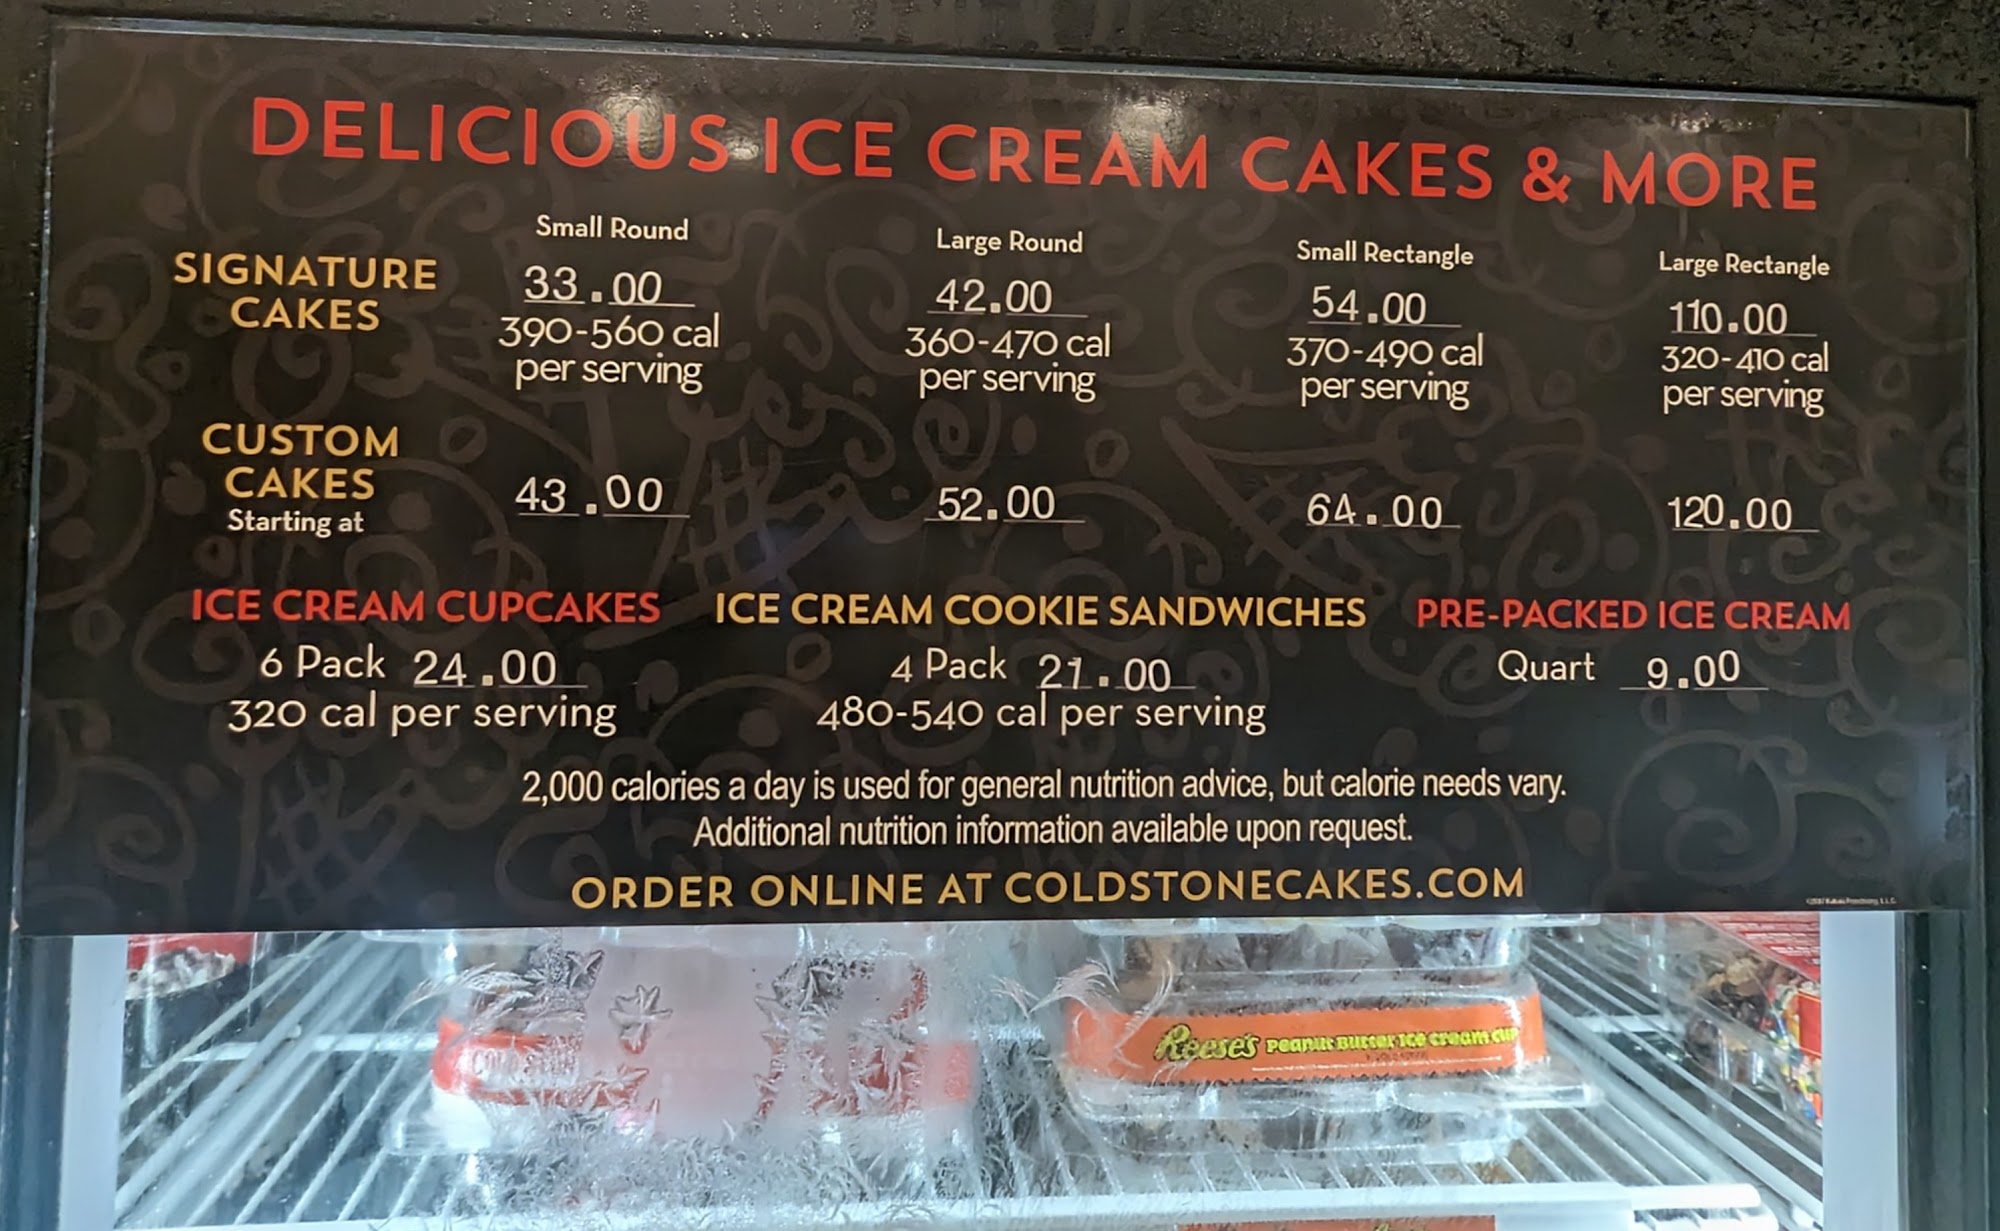 DELICIOUS ICE CREAM CAKES & MORE
Small Round Large Round Small Rectangle Large Rectangle
SIGNATURE
CAKES
33.00 42.00 54.00 110.00
390-560 cal 360-470 cal 370-490 cal 320-410 cal
per serving per serving per serving per serving
CUSTOM
CAKES
Starting at
43.00 52.00 64.00 120.00
ICE CREAM CUPCAKES ICE CREAM COOKIE SANDWICHES PRE-PACKED ICE CREAM
6 Pack 24.00 4 Pack 21.00 Quart 9.00
320 cal per serving 480-540 cal per serving
2,000 calories a day is used for general nutrition advice, but calorie needs vary.
Additional nutrition information available upon request.
ORDER ONLINE AT COLDSTONECAKES.COM
Reese's Peanut Butter Ice Cream Cup
COLD STONE